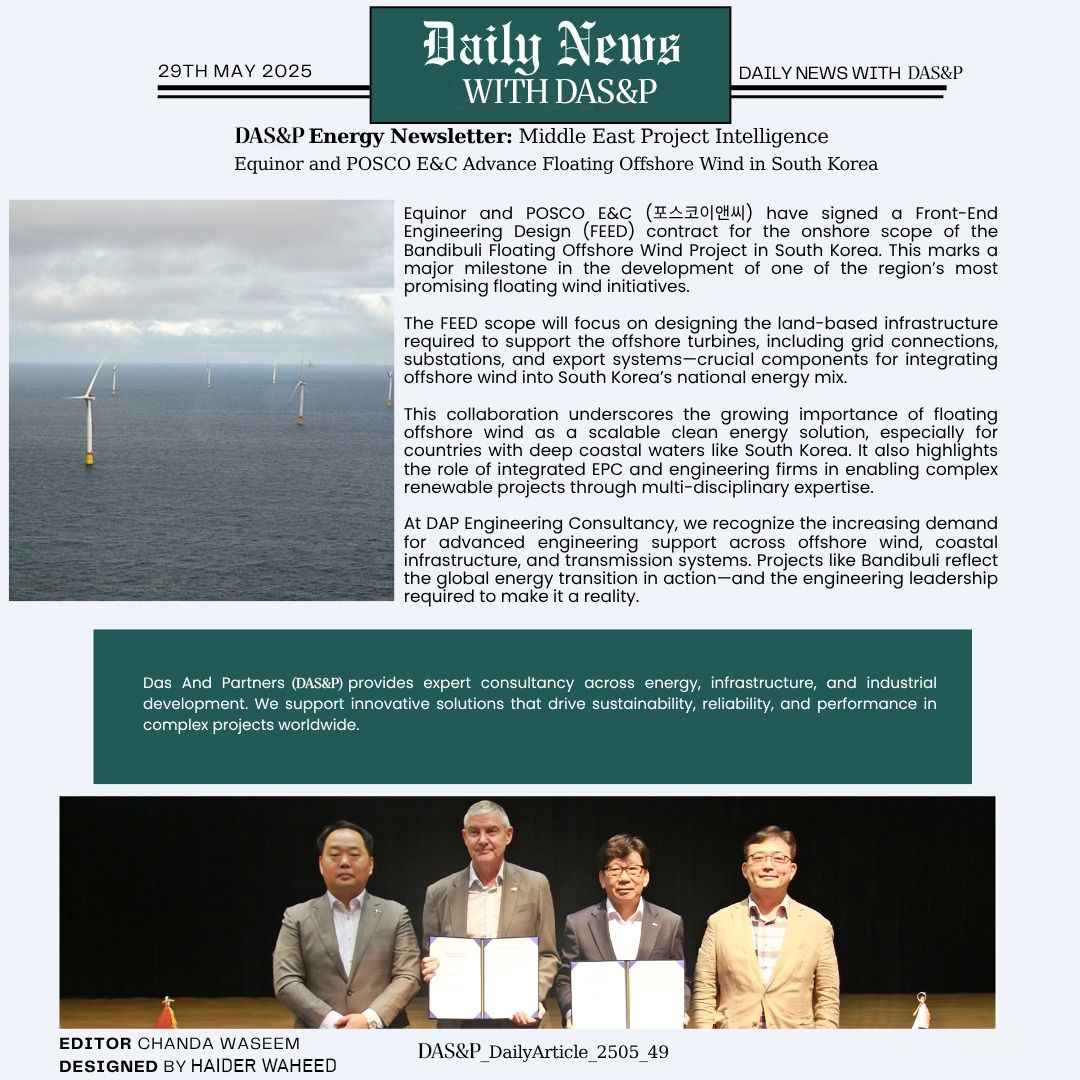 29TH MAY 2025
Daily News
WITH DAS&P
DAILY NEWS WITH DAS&P
DAS&P Energy Newsletter: Middle East Project Intelligence
Equinor and POSCO E&C Advance Floating Offshore Wind in South Korea
Equinor and POSCO E&C (포스코이앤씨) have signed a Front-End
Engineering Design (FEED) contract for the onshore scope of the
Bandibuli Floating Offshore Wind Project in South Korea. This marks a
major milestone in the development of one of the region's most
promising floating wind initiatives.
The FEED scope will focus on designing the land-based infrastructure
required to support the offshore turbines, including grid connections,
substations, and export systems—crucial components for integrating
offshore wind into South Korea's national energy mix.
This collaboration underscores the growing importance of floating
offshore wind as a scalable clean energy solution, especially for
countries with deep coastal waters like South Korea. It also highlights
the role of integrated EPC and engineering firms in enabling complex
renewable projects through multi-disciplinary expertise.
At DAP Engineering Consultancy, we recognize the increasing demand
for advanced engineering support across offshore wind, coastal
infrastructure, and transmission systems. Projects like Bandibuli reflect
the global energy transition in action—and the engineering leadership
required to make it a reality.
Das And Partners (DAS&P) provides expert consultancy across energy, infrastructure, and industrial
development. We support innovative solutions that drive sustainability, reliability, and performance in
complex projects worldwide.
EDITOR CHANDA WASEEM
DESIGNED BY HAIDER WAHEED
DAS&P_DailyArticle_2505_49